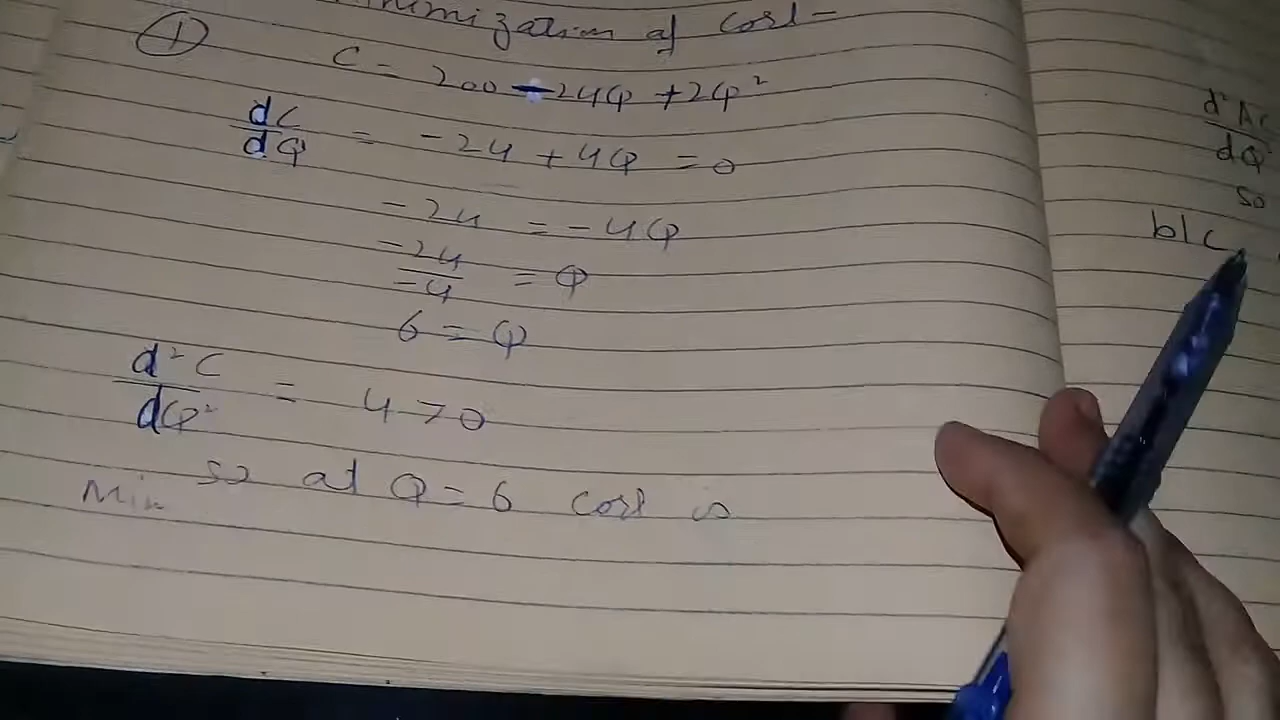 nimization of Cost -
①
C = 200 - 24Q + 2Q²
dC/dQ = -24 + 4Q = 0
-24 = -4Q
-24/-4 = Q
6 = Q
d²C/dQ² = 4 > 0
so at Q = 6 Cost is
Min
d²AC
dQ
so
b/c